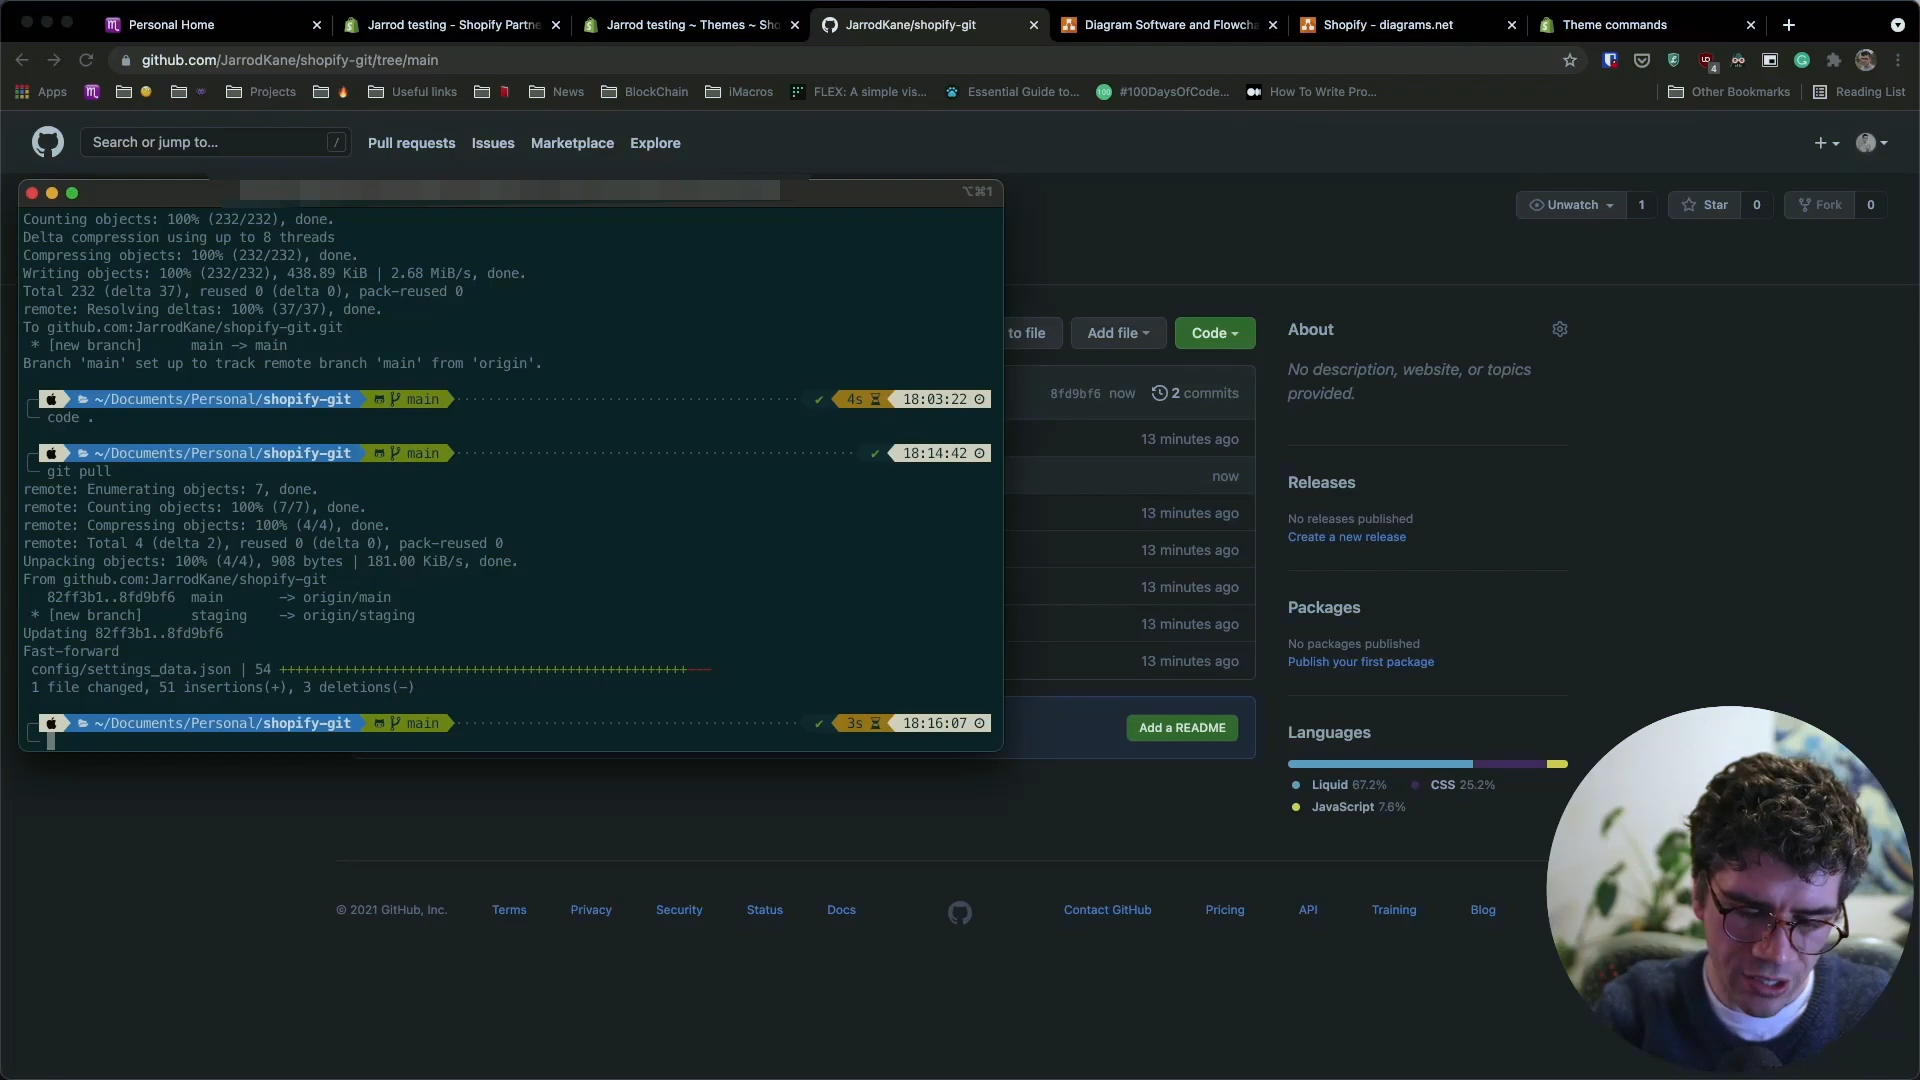 Personal Home
Jarrod testing - Shopify Partne
Jarrod testing ~ Themes ~ Sho
JarrodKane/shopify-git
Diagram Software and Flowcha
Shopify - diagrams.net
Theme commands
github.com/JarrodKane/shopify-git/tree/main
4
Apps
Projects
Useful links
News
BlockChain
iMacros
FLEX: A simple vis...
Essential Guide to...
#100DaysOfCode...
How To Write Pro...
Other Bookmarks
Reading List
Search or jump to...
/
Pull requests
Issues
Marketplace
Explore
Unwatch
1
Star
0
Fork
0
⌥⌘1
Counting objects: 100% (232/232), done.
Delta compression using up to 8 threads
Compressing objects: 100% (232/232), done.
Writing objects: 100% (232/232), 438.89 KiB | 2.68 MiB/s, done.
Total 232 (delta 37), reused 0 (delta 0), pack-reused 0
remote: Resolving deltas: 100% (37/37), done.
To github.com:JarrodKane/shopify-git.git
* [new branch]      main -> main
Branch 'main' set up to track remote branch 'main' from 'origin'.
~/Documents/Personal/shopify-git main ✔ 4s 18:03:22
code .
~/Documents/Personal/shopify-git main ✔ 18:14:42
git pull
remote: Enumerating objects: 7, done.
remote: Counting objects: 100% (7/7), done.
remote: Compressing objects: 100% (4/4), done.
remote: Total 4 (delta 2), reused 0 (delta 0), pack-reused 0
Unpacking objects: 100% (4/4), 908 bytes | 181.00 KiB/s, done.
From github.com:JarrodKane/shopify-git
82ff3b1..8fd9bf6  main       -> origin/main
* [new branch]      staging    -> origin/staging
Updating 82ff3b1..8fd9bf6
Fast-forward
config/settings_data.json | 54 +++++++++++++++++++++++++++++++++++++++++++++++++++---
1 file changed, 51 insertions(+), 3 deletions(-)
~/Documents/Personal/shopify-git main ✔ 3s 18:16:07
to file
Add file
Code
8fd9bf6 now 2 commits
13 minutes ago
now
13 minutes ago
13 minutes ago
13 minutes ago
13 minutes ago
13 minutes ago
Add a README
About
No description, website, or topics
provided.
Releases
No releases published
Create a new release
Packages
No packages published
Publish your first package
Languages
Liquid 67.2%
CSS 25.2%
JavaScript 7.6%
© 2021 GitHub, Inc.
Terms
Privacy
Security
Status
Docs
Contact GitHub
Pricing
API
Training
Blog